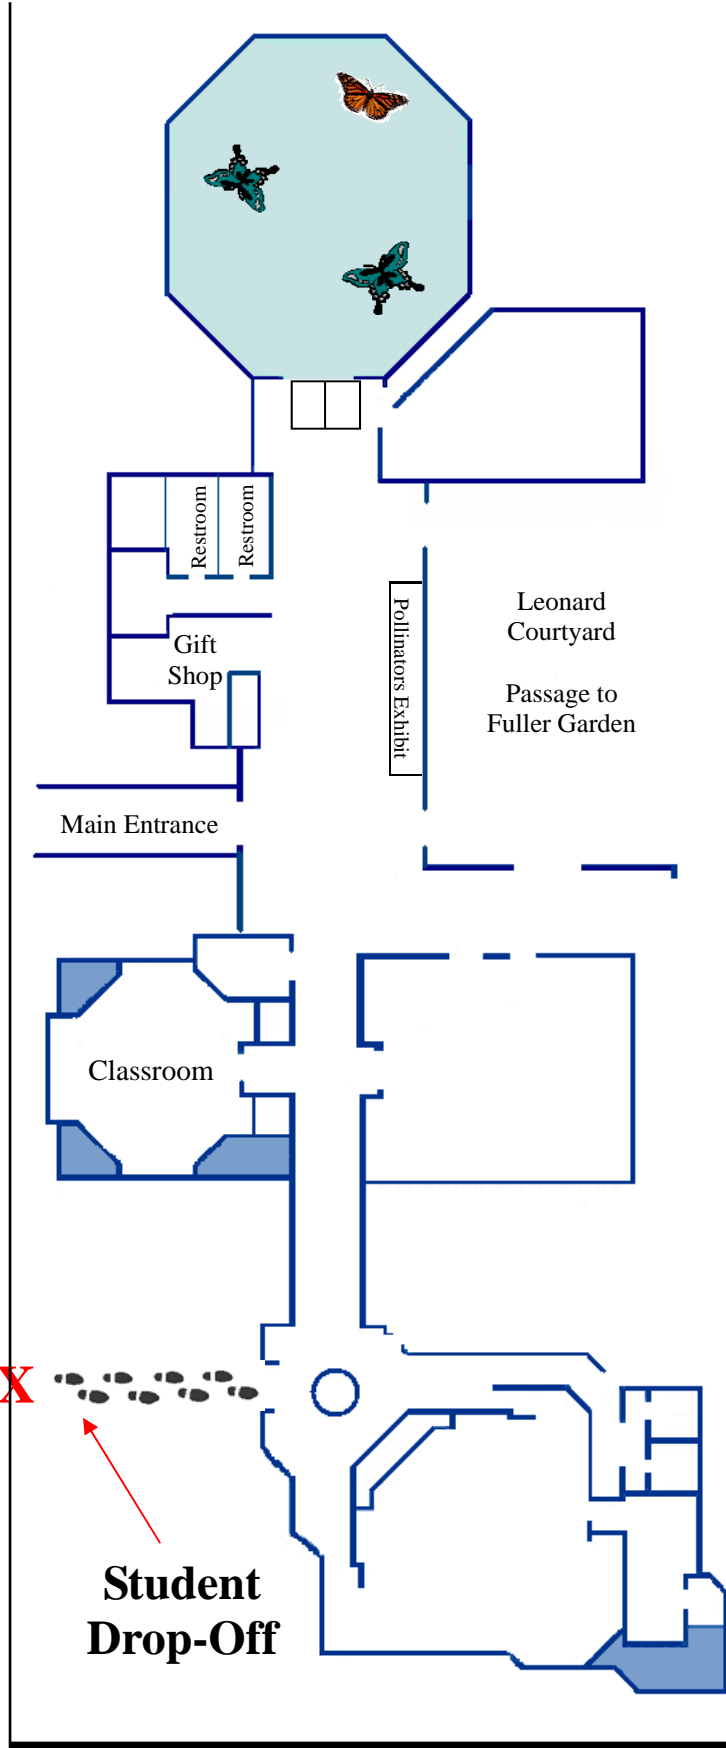 Restroom
Restroom
Gift
Shop
Pollinators Exhibit
Leonard
Courtyard
Passage to
Fuller Garden
Main Entrance
Classroom
X
Student
Drop-Off